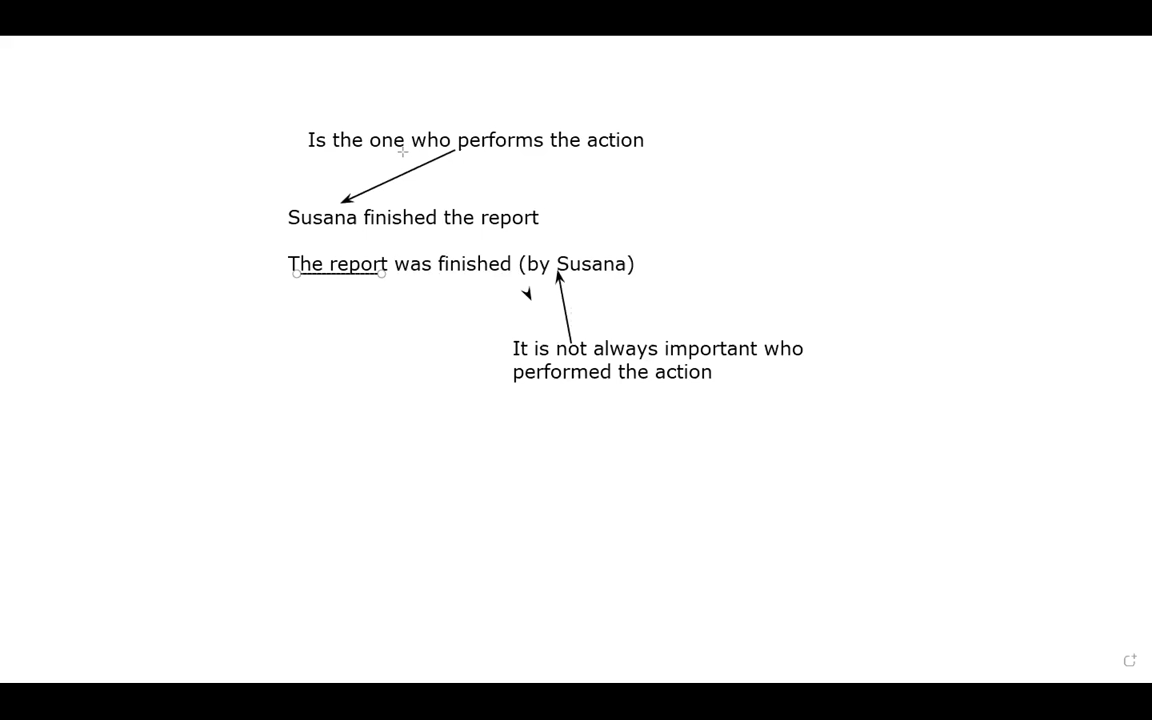 Is the one who performs the action
Susana finished the report
The report was finished (by Susana)
It is not always important who
performed the action